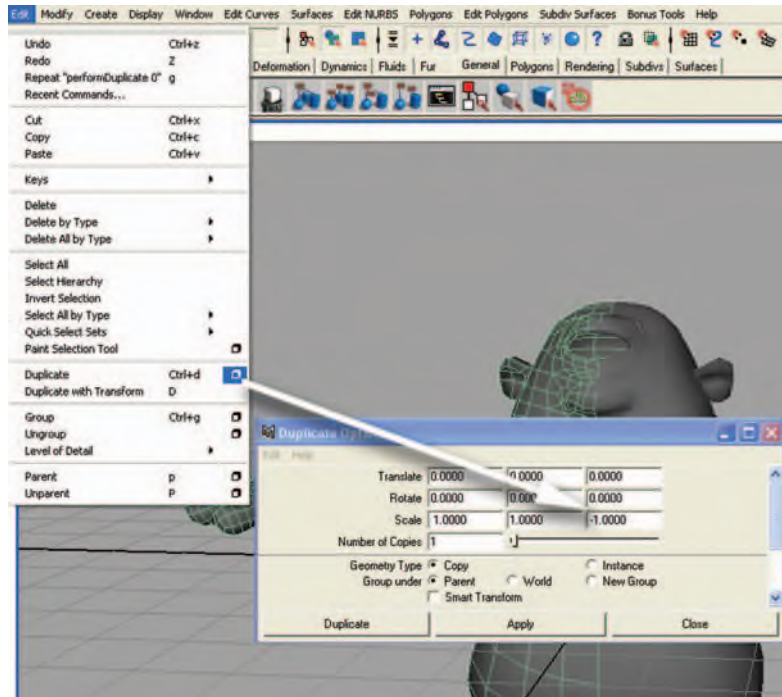 Edit Modify Create Display Window Edit Curves Surfaces Edit NURBS Polygons Edit Polygons Subdiv Surfaces Bonus Tools Help
Deformation Dynamics Fluids Fur General Polygons Rendering Subdivs Surfaces
Undo Ctrl+z
Redo Z
Repeat "performDuplicate 0" g
Recent Commands...
Cut Ctrl+x
Copy Ctrl+c
Paste Ctrl+v
Keys
Delete
Delete by Type
Delete All by Type
Select All
Select Hierarchy
Invert Selection
Select All by Type
Quick Select Sets
Paint Selection Tool
Duplicate Ctrl+d
Duplicate with Transform D
Group Ctrl+g
Ungroup
Level of Detail
Parent p
Unparent P
Duplicate
Edit Help
Translate 0.0000 0.0000 0.0000
Rotate 0.0000 0.000 0.0000
Scale 1.0000 1.0000 -1.0000
Number of Copies 1
Geometry Type Copy Instance
Group under Parent World New Group
Smart Transform
Duplicate Apply Close